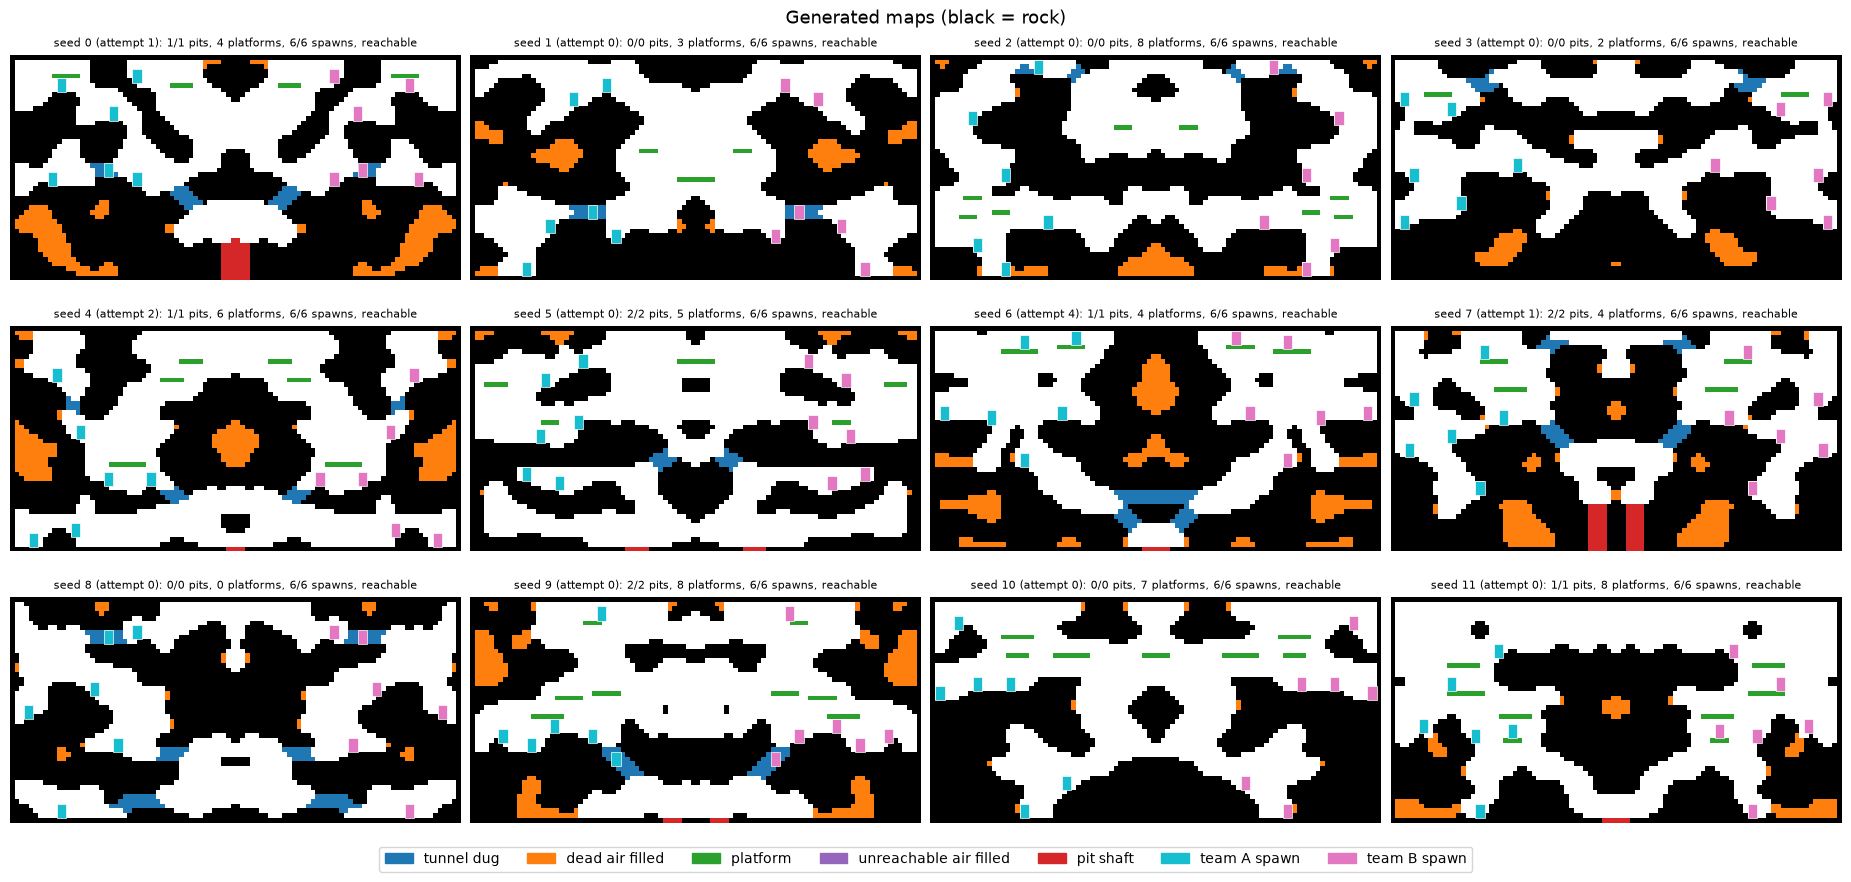 Generated maps (black = rock)
seed 0 (attempt 1): 1/1 pits, 4 platforms, 6/6 spawns, reachable
seed 1 (attempt 0): 0/0 pits, 3 platforms, 6/6 spawns, reachable
seed 2 (attempt 0): 0/0 pits, 8 platforms, 6/6 spawns, reachable
seed 3 (attempt 0): 0/0 pits, 2 platforms, 6/6 spawns, reachable
seed 4 (attempt 2): 1/1 pits, 6 platforms, 6/6 spawns, reachable
seed 5 (attempt 0): 2/2 pits, 5 platforms, 6/6 spawns, reachable
seed 6 (attempt 4): 1/1 pits, 4 platforms, 6/6 spawns, reachable
seed 7 (attempt 1): 2/2 pits, 4 platforms, 6/6 spawns, reachable
seed 8 (attempt 0): 0/0 pits, 0 platforms, 6/6 spawns, reachable
seed 9 (attempt 0): 2/2 pits, 8 platforms, 6/6 spawns, reachable
seed 10 (attempt 0): 0/0 pits, 7 platforms, 6/6 spawns, reachable
seed 11 (attempt 0): 1/1 pits, 8 platforms, 6/6 spawns, reachable
tunnel dug
dead air filled
platform
unreachable air filled
pit shaft
team A spawn
team B spawn